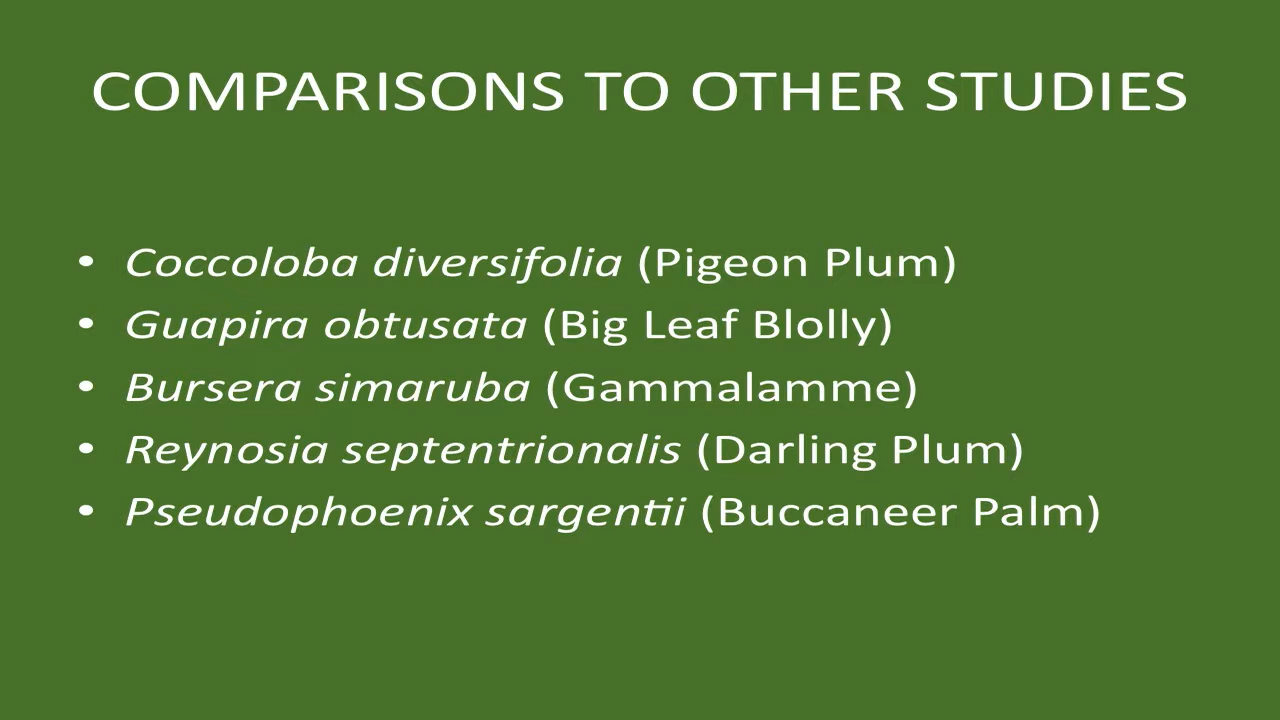 COMPARISONS TO OTHER STUDIES
• Coccoloba diversifolia (Pigeon Plum)
• Guapira obtusata (Big Leaf Blolly)
• Bursera simaruba (Gammalamme)
• Reynosia septentrionalis (Darling Plum)
• Pseudophoenix sargentii (Buccaneer Palm)